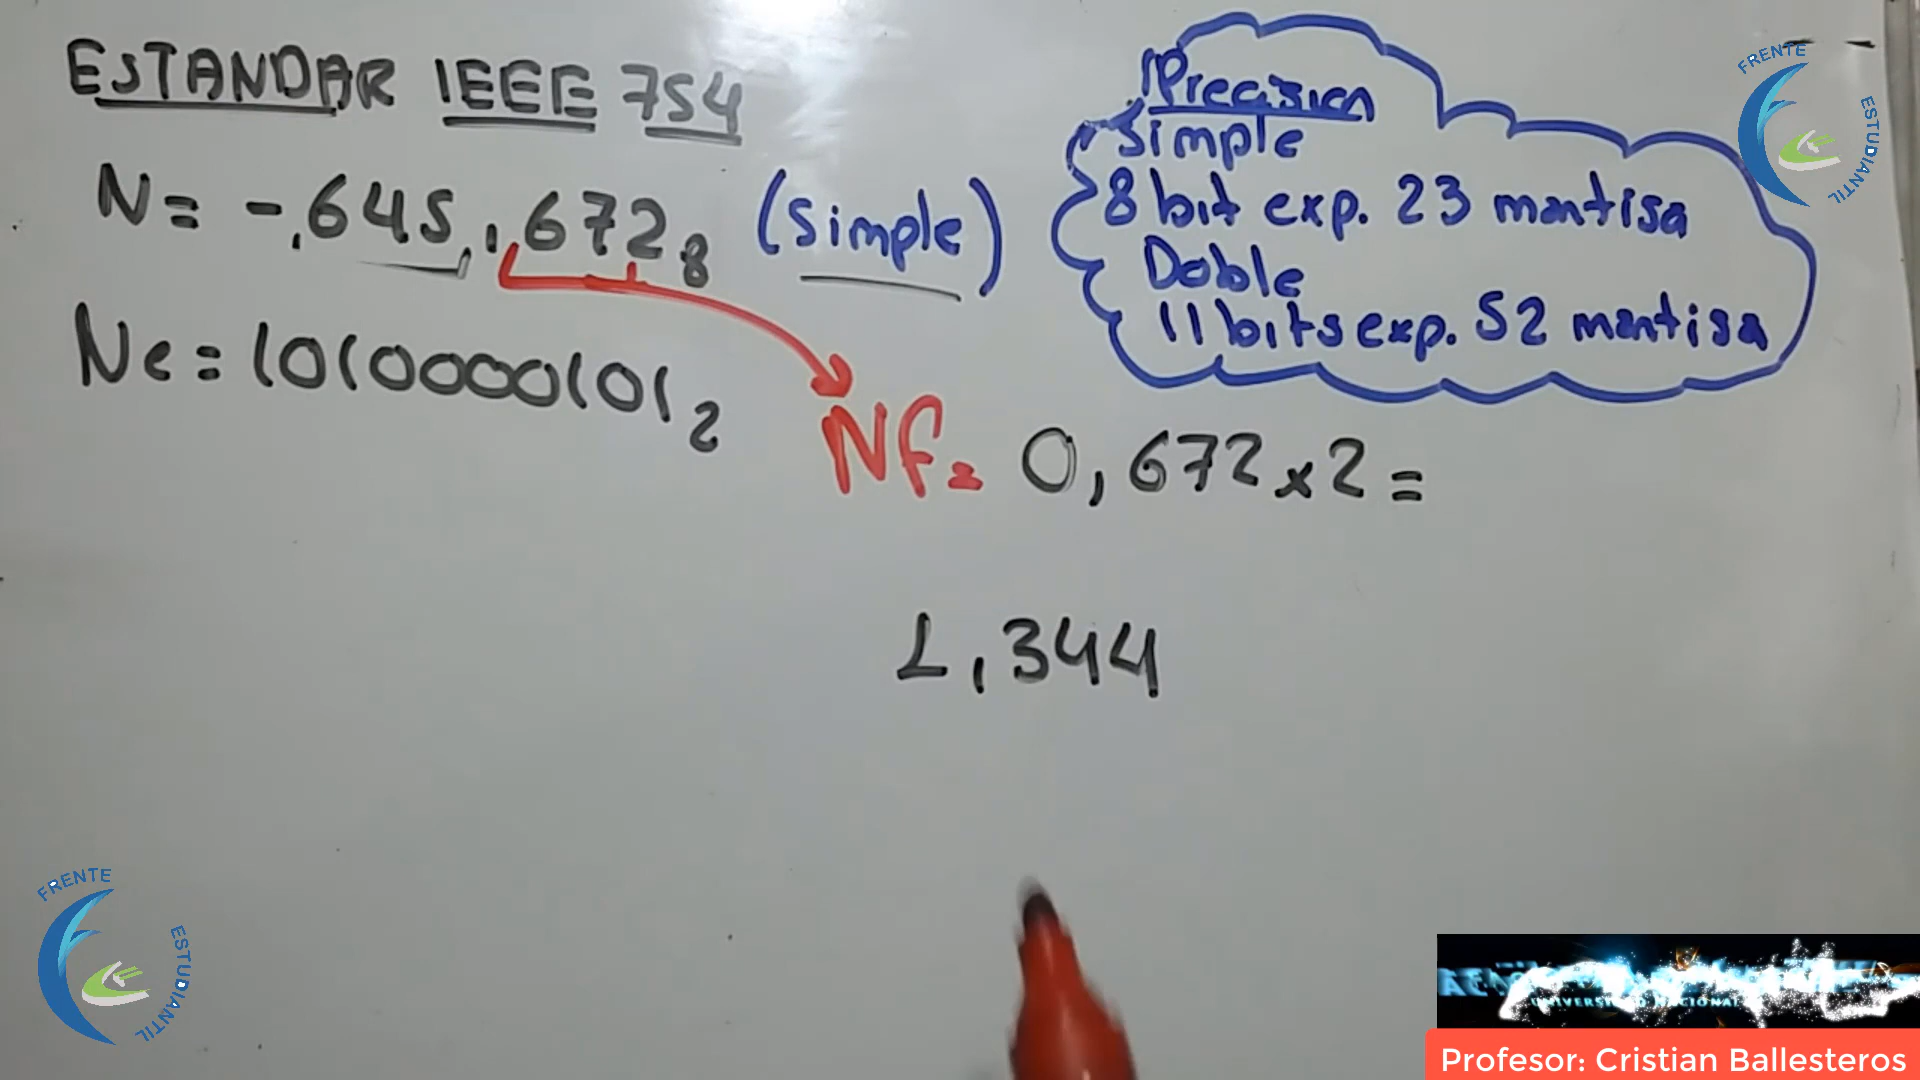 ESTANDAR IEEE 754
N= -,645,,672₈ (simple)
Ne = 1010000101₂
Precision
simple
8 bit exp. 23 mantisa
Doble
11 bits exp. 52 mantisa
Nf= 0,672x2=
1,344
FRENTE ESTUDIANTIL
FRENTE ESTUDIANTIL
Profesor: Cristian Ballesteros